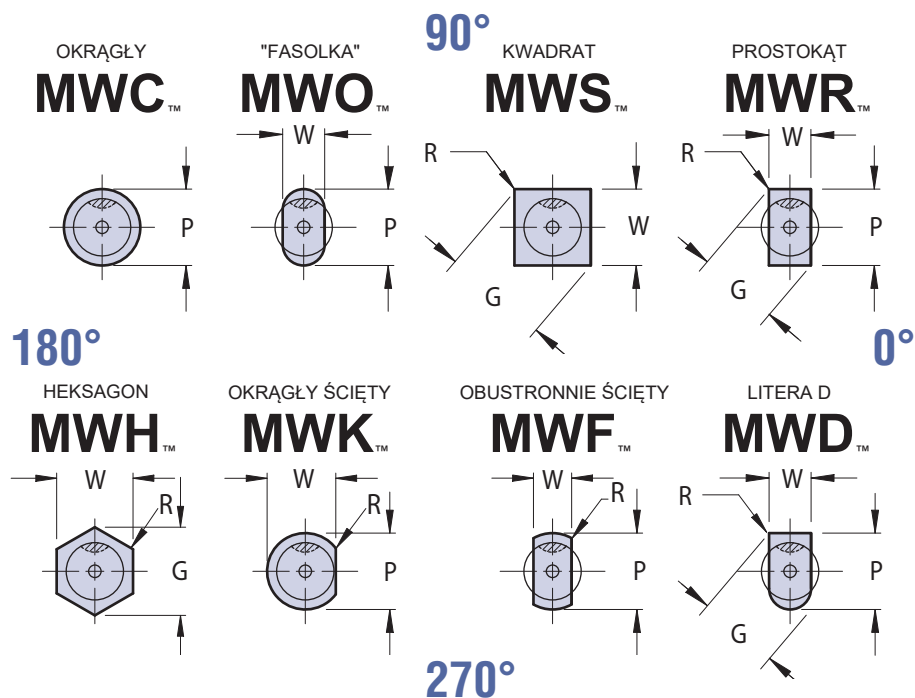 90°
OKRĄGŁY
MWC™
P
"FASOLKA"
MWO™
W
P
KWADRAT
MWS™
R
W
G
PROSTOKĄT
MWR™
W
R
P
G
180°
0°
HEKSAGON
MWH™
W
R
G
OKRĄGŁY ŚCIĘTY
MWK™
W
R
P
OBUSTRONNIE ŚCIĘTY
MWF™
W
R
P
LITERA D
MWD™
W
R
P
G
270°